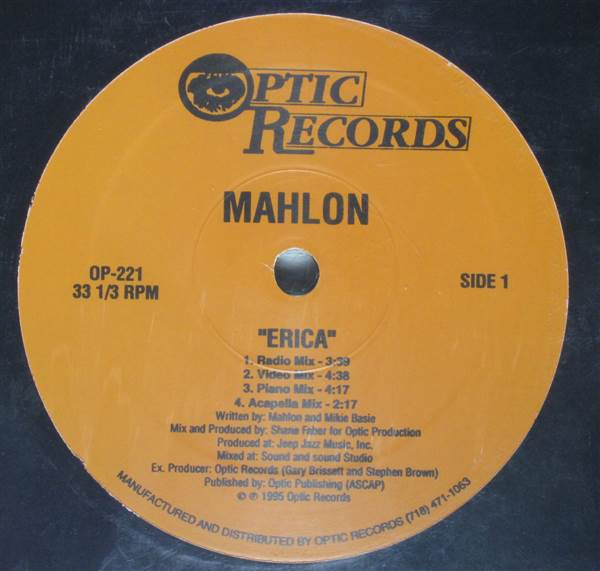 OPTIC
RECORDS
MAHLON
OP-221
33 1/3 RPM
SIDE 1
"ERICA"
1. Radio Mix - 3:39
2. Video Mix - 4:38
3. Piano Mix - 4:17
4. Acapella Mix - 2:17
Written by: Mahlon and Mikie Basie
Mix and Produced by: Shane Faber for Optic Production
Produced at: Jeep Jazz Music, Inc.
Mixed at: Sound and sound Studio
Ex. Producer: Optic Records (Gary Brissett and Stephen Brown)
Published by: Optic Publishing (ASCAP)
© ℗ 1995 Optic Records
MANUFACTURED AND DISTRIBUTED BY OPTIC RECORDS (718) 471-1063